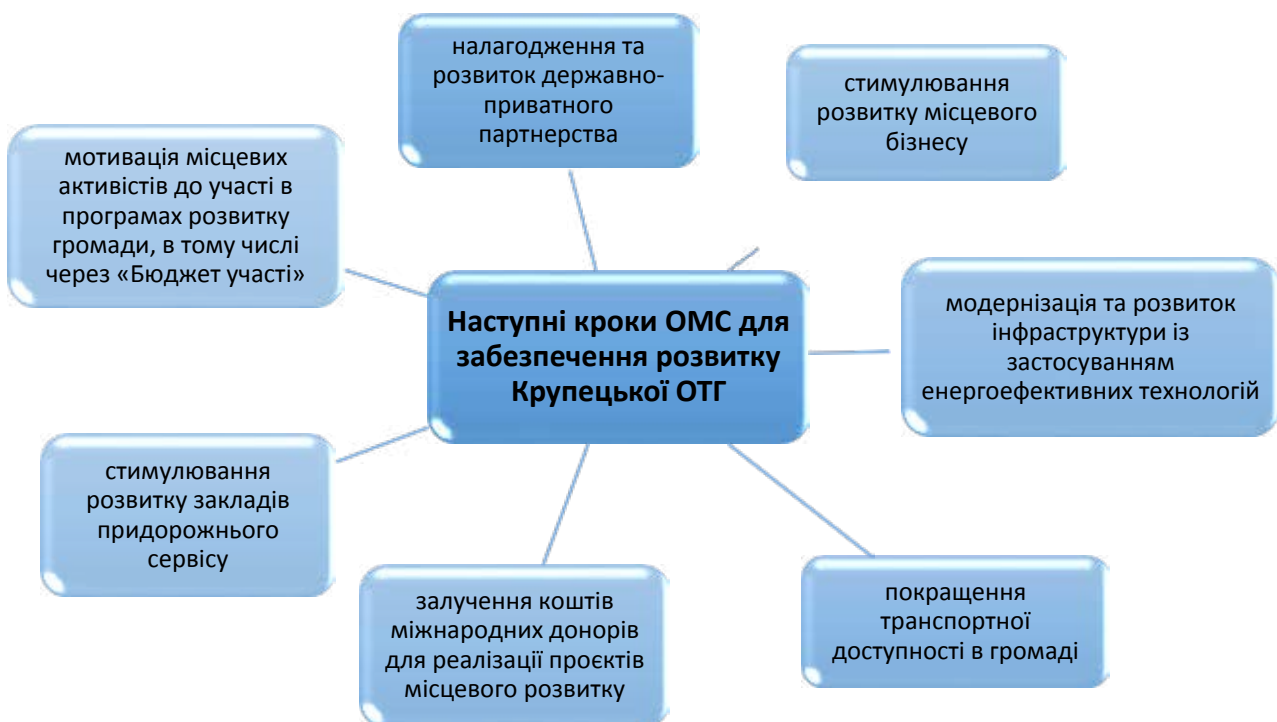 налагодження та
розвиток державно-
приватного
партнерства
стимулювання
розвитку місцевого
бізнесу
мотивація місцевих
активістів до участі в
програмах розвитку
громади, в тому числі
через «Бюджет участі»
Наступні кроки ОМС для
забезпечення розвитку
Крупецької ОТГ
модернізація та розвиток
інфраструктури із
застосуванням
енергоефективних технологій
стимулювання
розвитку закладів
придорожнього
сервісу
залучення коштів
міжнародних донорів
для реалізації проєктів
місцевого розвитку
покращення
транспортної
доступності в громаді